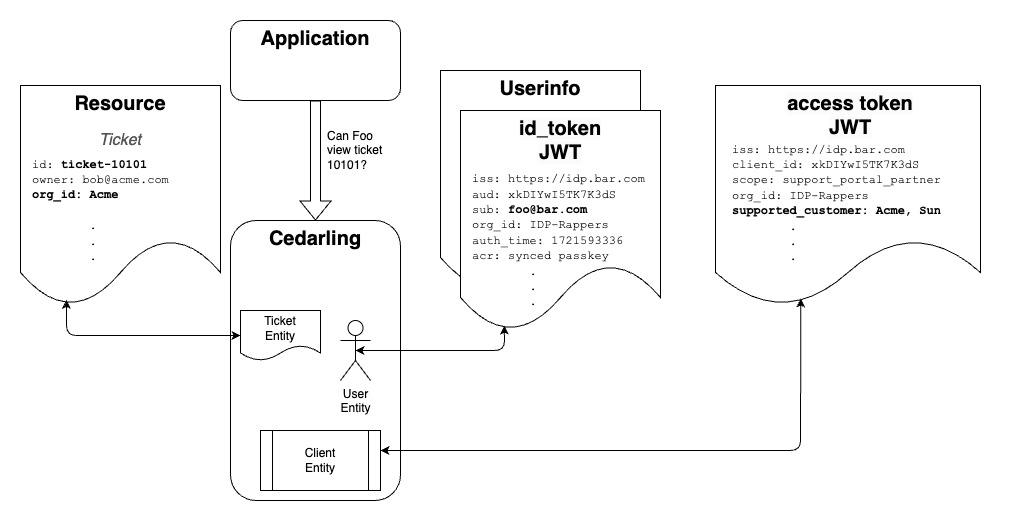 Application
Resource
Ticket
id: ticket-10101
owner: bob@acme.com
org_id: Acme
.
.
.
Can Foo
view ticket
10101?
Userinfo
id_token
JWT
iss: https://idp.bar.com
aud: xkDIYwI5TK7K3dS
sub: foo@bar.com
org_id: IDP-Rappers
auth_time: 1721593336
acr: synced passkey
.
.
.
access token
JWT
iss: https://idp.bar.com
client_id: xkDIYwI5TK7K3dS
scope: support_portal_partner
org_id: IDP-Rappers
supported_customer: Acme, Sun
.
.
.
Cedarling
Ticket
Entity
User
Entity
Client
Entity